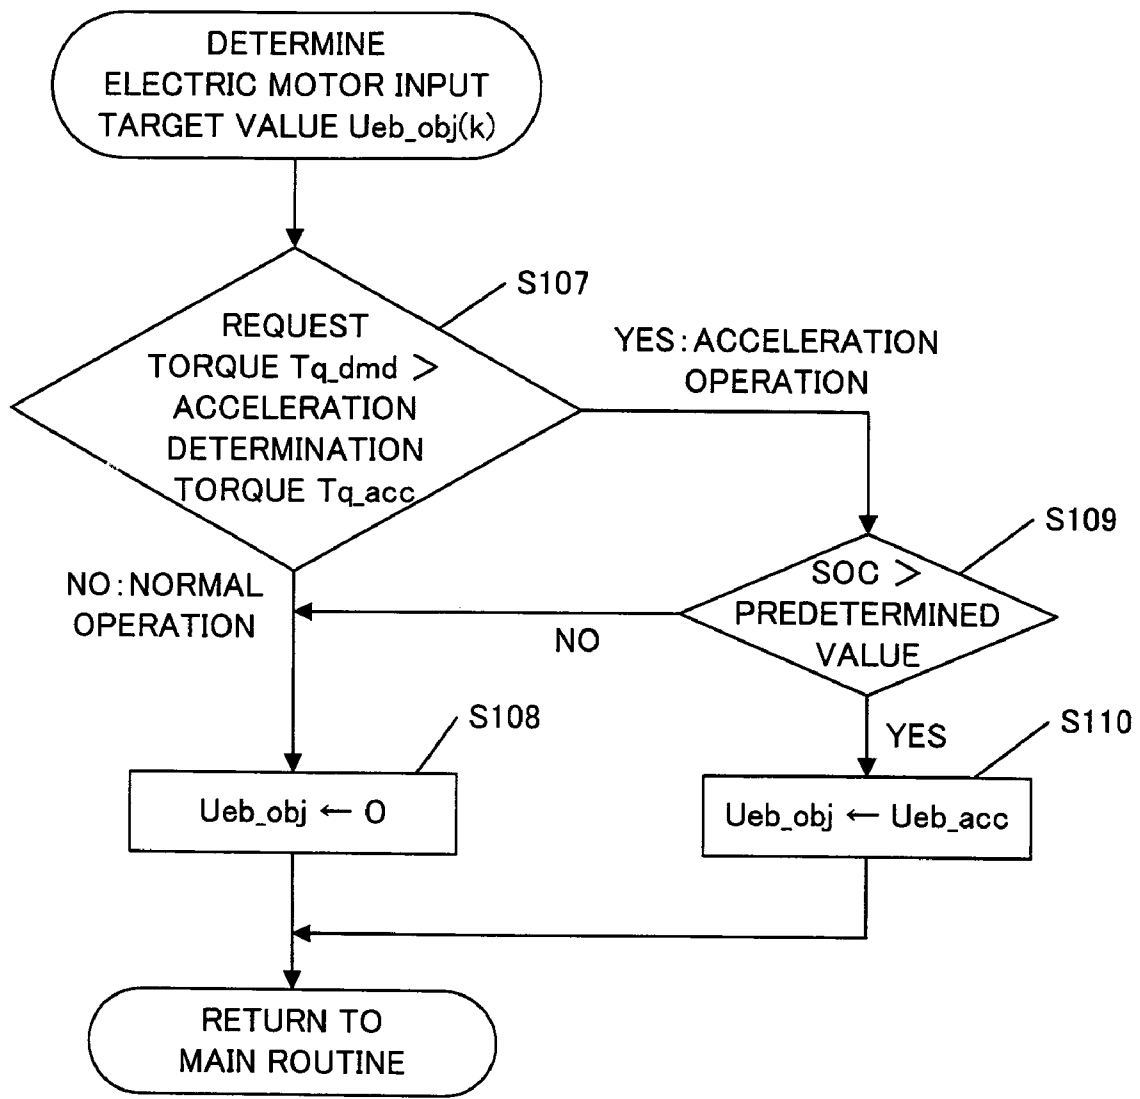 DETERMINE
ELECTRIC MOTOR INPUT
TARGET VALUE Ueb_obj(k)
S107
REQUEST
TORQUE Tq_dmd >
ACCELERATION
DETERMINATION
TORQUE Tq_acc
YES:ACCELERATION
OPERATION
S109
SOC >
PREDETERMINED
VALUE
NO:NORMAL
OPERATION
NO
YES
S108
S110
Ueb_obj ← 0
Ueb_obj ← Ueb_acc
RETURN TO
MAIN ROUTINE